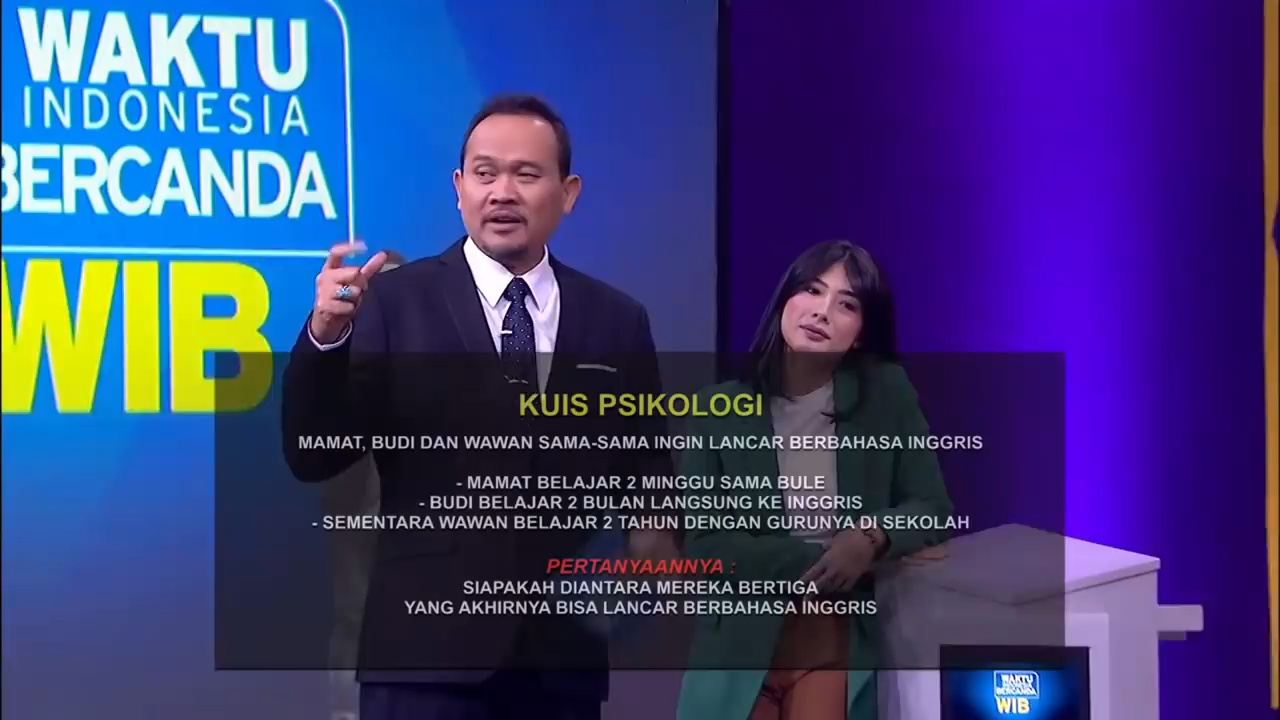 WAKTU
INDONESIA
BERCANDA
WIB
KUIS PSIKOLOGI
MAMAT, BUDI DAN WAWAN SAMA-SAMA INGIN LANCAR BERBAHASA INGGRIS
- MAMAT BELAJAR 2 MINGGU SAMA BULE
- BUDI BELAJAR 2 BULAN LANGSUNG KE INGGRIS
- SEMENTARA WAWAN BELAJAR 2 TAHUN DENGAN GURUNYA DI SEKOLAH
PERTANYAANNYA :
SIAPAKAH DIANTARA MEREKA BERTIGA
YANG AKHIRNYA BISA LANCAR BERBAHASA INGGRIS
WAKTU
INDONESIA
BERCANDA
WIB